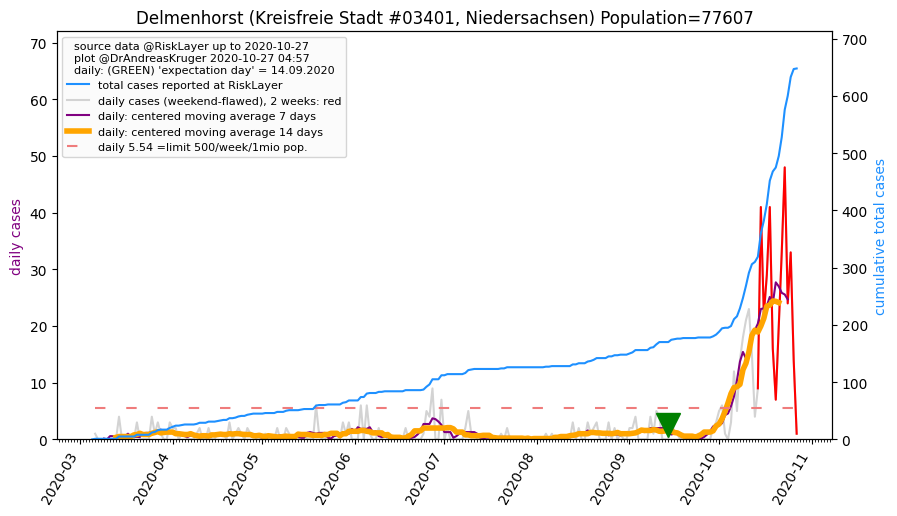 Delmenhorst (Kreisfreie Stadt #03401, Niedersachsen) Population=77607
source data @RiskLayer up to 2020-10-27
plot @DrAndreasKruger 2020-10-27 04:57
daily: (GREEN) 'expectation day' = 14.09.2020
total cases reported at RiskLayer
daily cases (weekend-flawed), 2 weeks: red
daily: centered moving average 7 days
daily: centered moving average 14 days
daily 5.54 =limit 500/week/1mio pop.
daily cases
70
60
50
40
30
20
10
0
cumulative total cases
700
600
500
400
300
200
100
0
2020-03
2020-04
2020-05
2020-06
2020-07
2020-08
2020-09
2020-10
2020-11